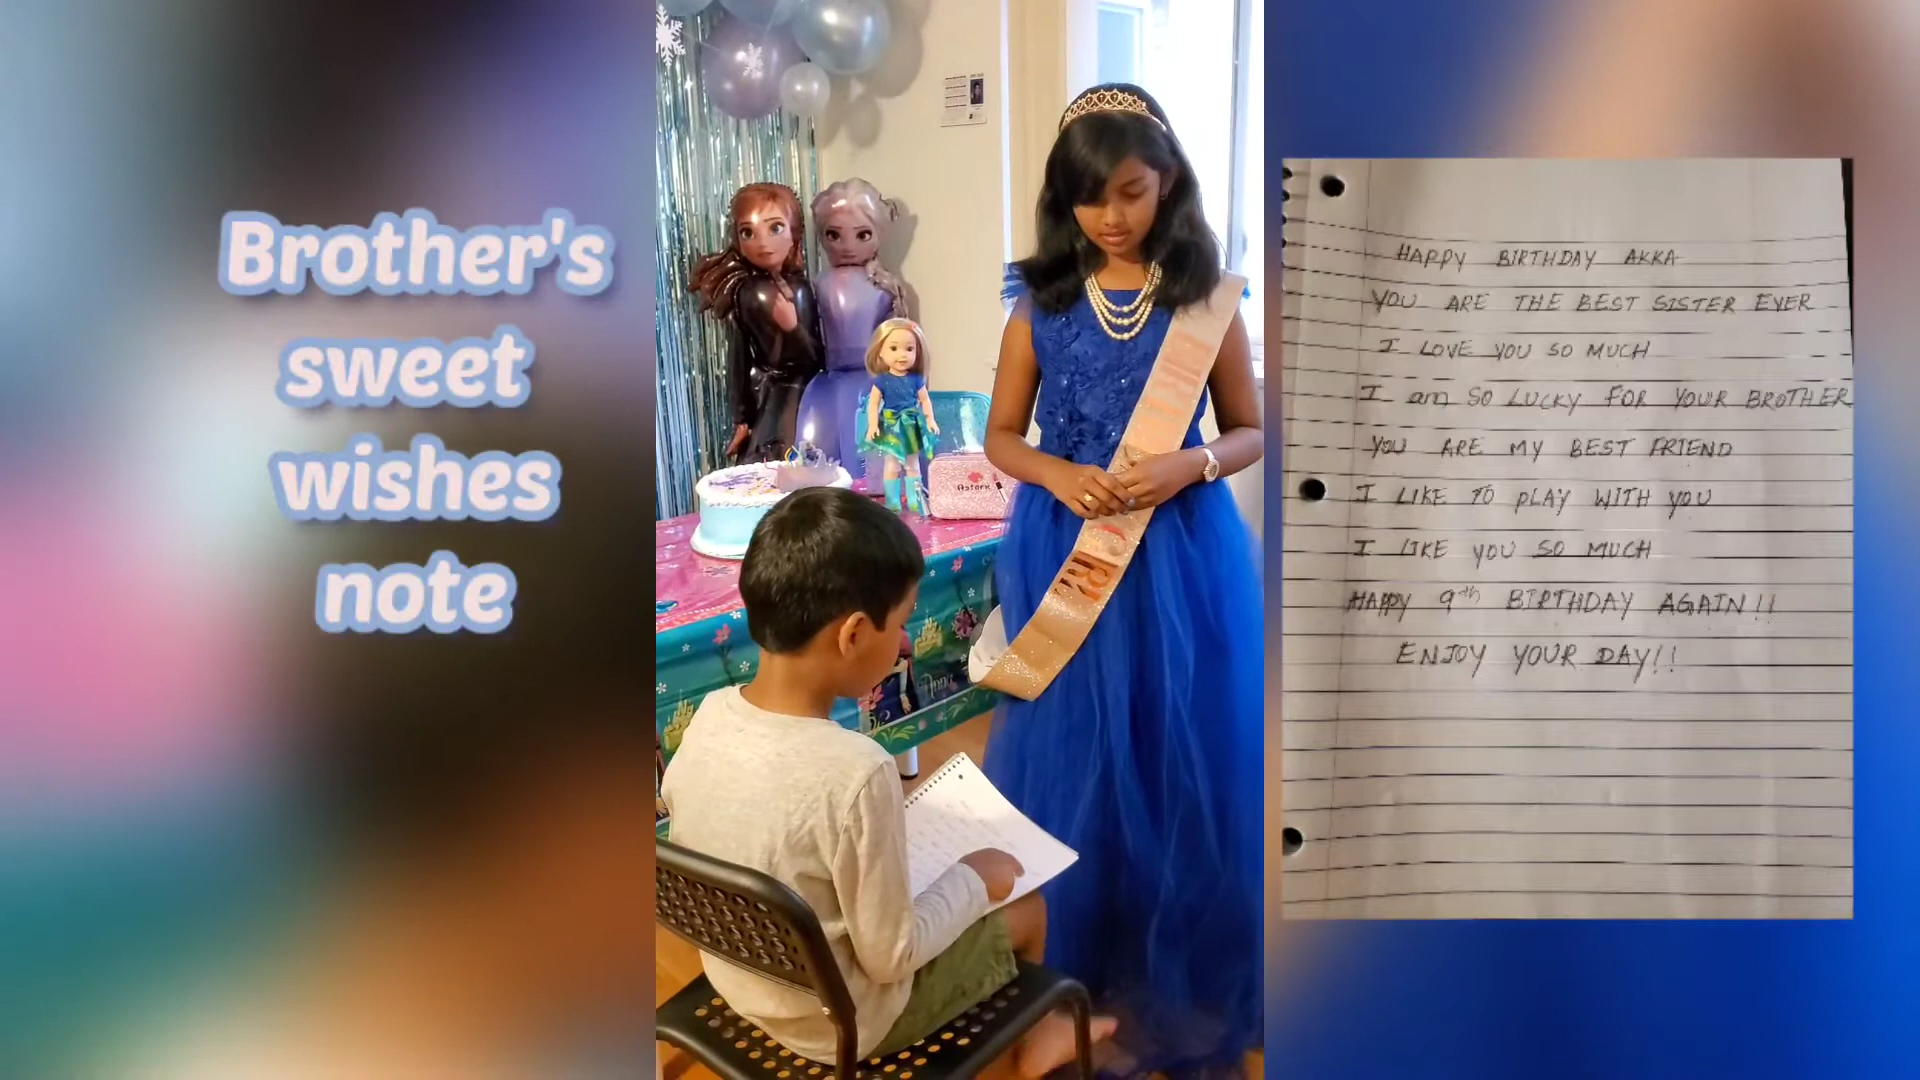 Brother's
sweet
wishes
note
HAPPY BIRTHDAY AKKA
YOU ARE THE BEST SISTER EVER
I LOVE YOU SO MUCH
I am SO LUCKY FOR YOUR BROTHER
YOU ARE MY BEST FRIEND
I LIKE TO PLAY WITH YOU
I LIKE YOU SO MUCH
HAPPY 9th BIRTHDAY AGAIN!!
ENJOY YOUR DAY!!
Anna